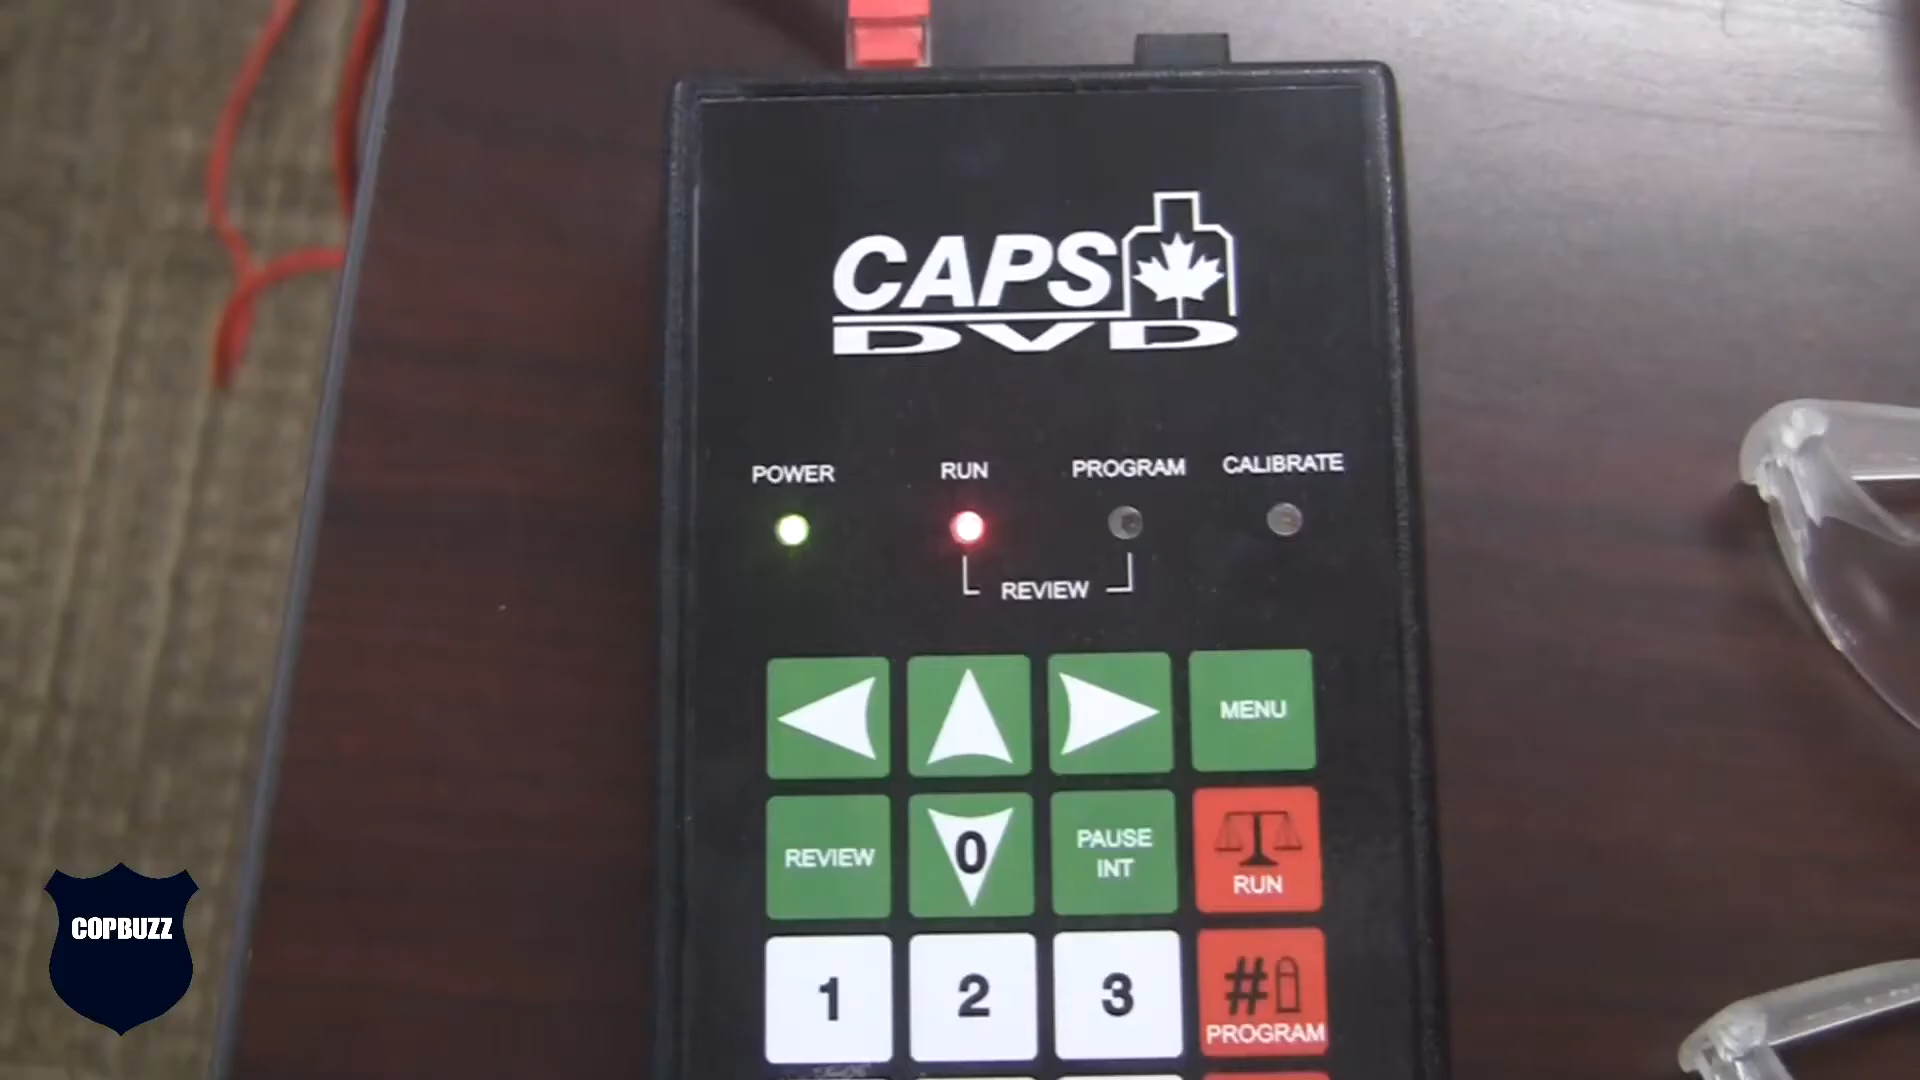 CAPS
DVD
POWER RUN PROGRAM CALIBRATE
REVIEW
MENU
REVIEW 0 PAUSE INT RUN
1 2 3 # PROGRAM
COPBUZZ